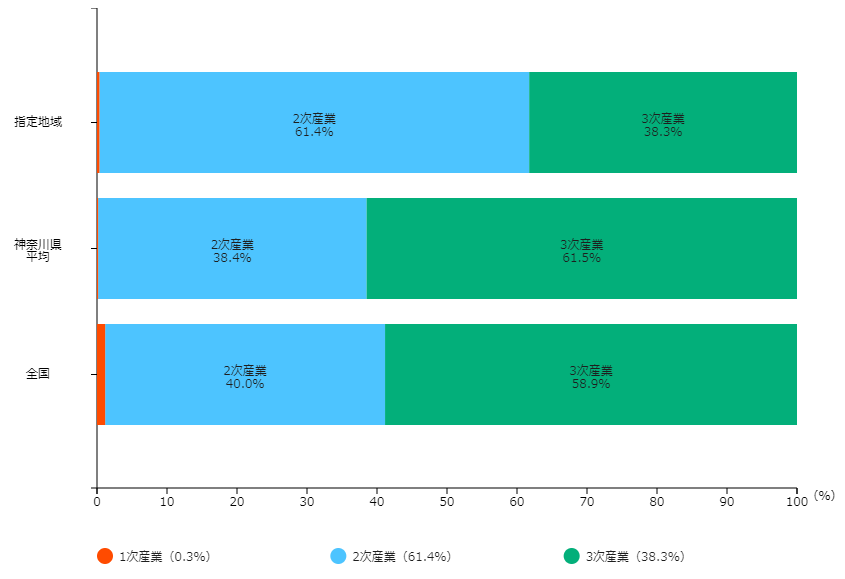 指定地域
2次産業
61.4%
3次産業
38.3%
神奈川県
平均
2次産業
38.4%
3次産業
61.5%
全国
2次産業
40.0%
3次産業
58.9%
0 10 20 30 40 50 60 70 80 90 100 (%)
1次産業（0.3%） 2次産業（61.4%） 3次産業（38.3%）